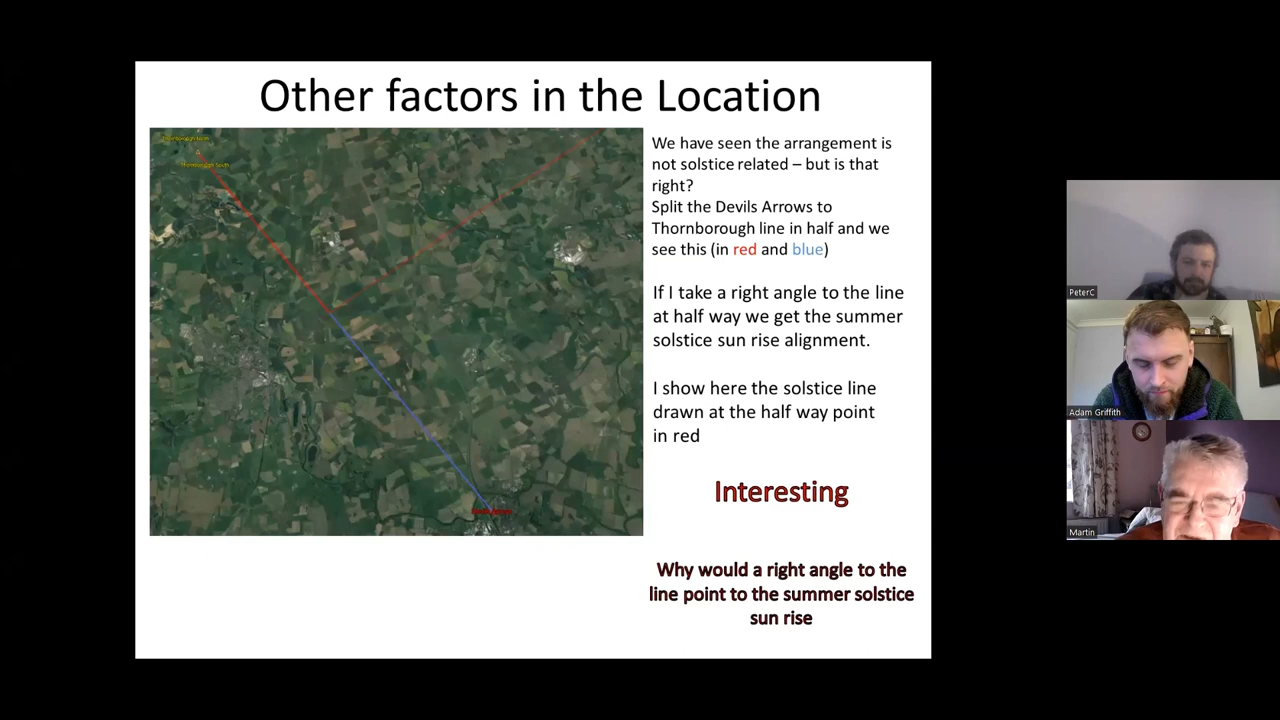 Other factors in the Location
Thornborough South
We have seen the arrangement is
not solstice related – but is that
right?
Split the Devils Arrows to
Thornborough line in half and we
see this (in red and blue)
If I take a right angle to the line
at half way we get the summer
solstice sun rise alignment.
I show here the solstice line
drawn at the half way point
in red
Interesting
Why would a right angle to the
line point to the summer solstice
sun rise
PeterC
Adam Griffith
Martin